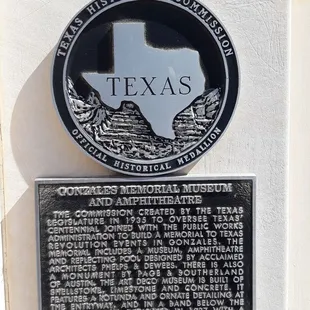 TEXAS HISTORICAL COMMISSION
TEXAS
OFFICIAL HISTORICAL MEDALLION
GONZALES MEMORIAL MUSEUM
AND AMPHITHEATRE
THE COMMISSION CREATED BY THE TEXAS
LEGISLATURE IN 1935 TO OVERSEE TEXAS'
CENTENNIAL JOINED WITH THE PUBLIC WORKS
ADMINISTRATION TO BUILD A MEMORIAL TO TEXAS
REVOLUTION EVENTS IN GONZALES. THE
MEMORIAL INCLUDES A MUSEUM, AMPHITHEATRE
AND REFLECTING POOL DESIGNED BY ACCLAIMED
ARCHITECTS PHELPS & DEWEES. THERE IS ALSO
A MONUMENT BY PAGE & SOUTHERLAND
OF AUSTIN. THE ART DECO MUSEUM IS BUILT OF
SHELLSTONE, LIMESTONE AND CONCRETE. IT
FEATURES A ROTUNDA AND ORNATE DETAILING AT
THE ENTRYWAY, AND IN A BAND BELOW THE